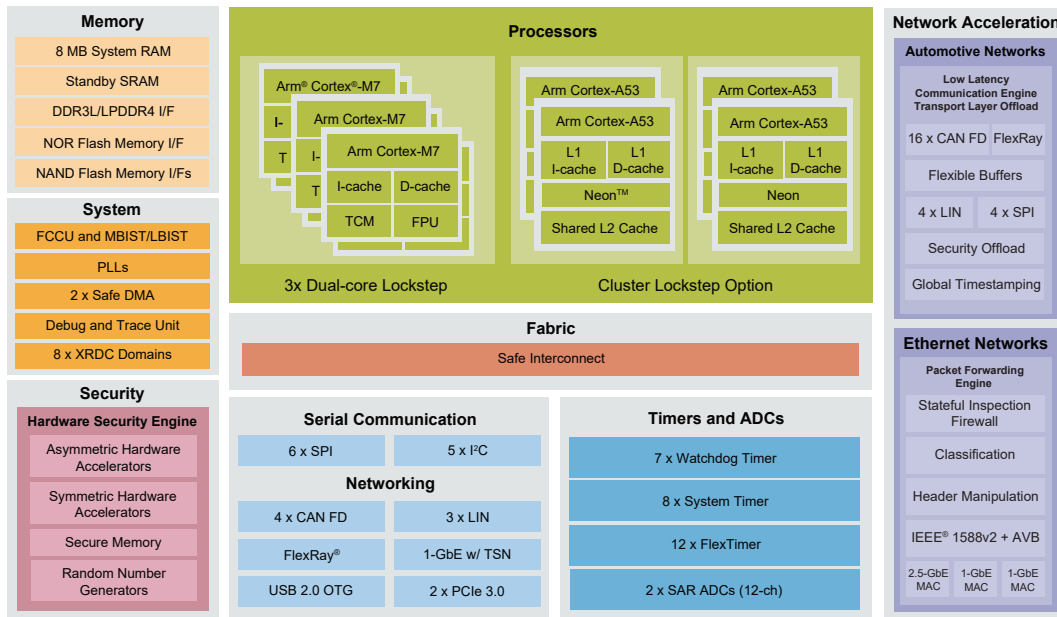 Memory
8 MB System RAM
Standby SRAM
DDR3L/LPDDR4 I/F
NOR Flash Memory I/F
NAND Flash Memory I/Fs
System
FCCU and MBIST/LBIST
PLLs
2 x Safe DMA
Debug and Trace Unit
8 x XRDC Domains
Security
Hardware Security Engine
Asymmetric Hardware
Accelerators
Symmetric Hardware
Accelerators
Secure Memory
Random Number
Generators
Processors
Arm® Cortex®-M7
I-
T
Arm Cortex-M7
I-
T
Arm Cortex-M7
I-cache
D-cache
TCM
FPU
3x Dual-core Lockstep
Arm Cortex-A53
Arm Cortex-A53
L1
I-cache
L1
D-cache
Neon™
Shared L2 Cache
Arm Cortex-A53
Arm Cortex-A53
L1
I-cache
L1
D-cache
Neon
Shared L2 Cache
Cluster Lockstep Option
Fabric
Safe Interconnect
Serial Communication
6 x SPI
5 x I²C
Networking
4 x CAN FD
3 x LIN
FlexRay®
1-GbE w/ TSN
USB 2.0 OTG
2 x PCIe 3.0
Timers and ADCs
7 x Watchdog Timer
8 x System Timer
12 x FlexTimer
2 x SAR ADCs (12-ch)
Network Acceleration
Automotive Networks
Low Latency
Communication Engine
Transport Layer Offload
16 x CAN FD
FlexRay
Flexible Buffers
4 x LIN
4 x SPI
Security Offload
Global Timestamping
Ethernet Networks
Packet Forwarding
Engine
Stateful Inspection
Firewall
Classification
Header Manipulation
IEEE® 1588v2 + AVB
2.5-GbE
MAC
1-GbE
MAC
1-GbE
MAC